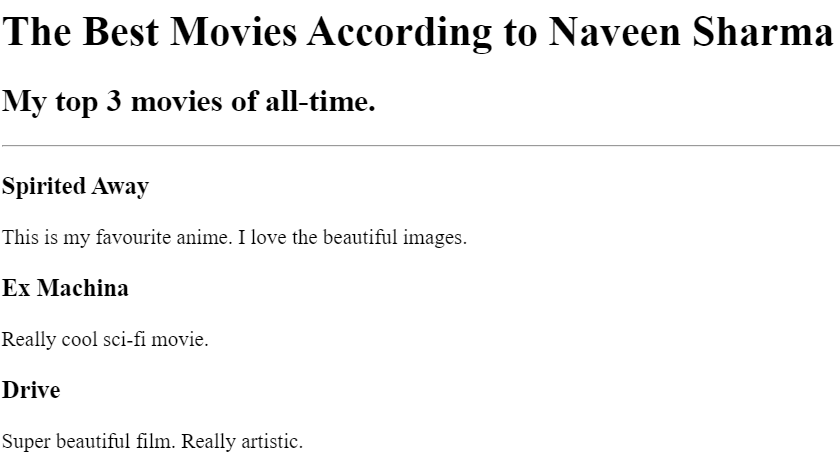 The Best Movies According to Naveen Sharma
My top 3 movies of all-time.
Spirited Away
This is my favourite anime. I love the beautiful images.
Ex Machina
Really cool sci-fi movie.
Drive
Super beautiful film. Really artistic.